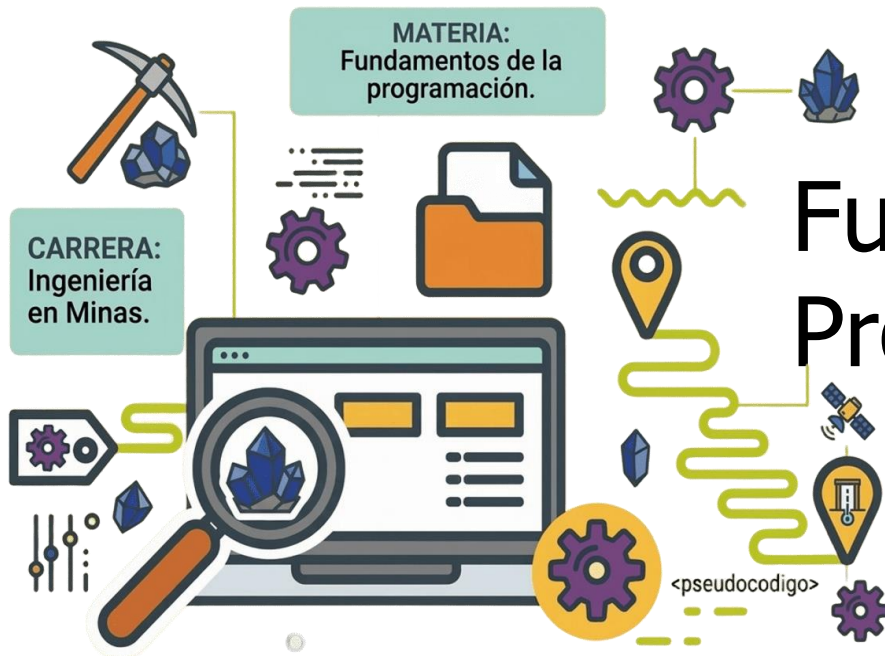 MATERIA:
Fundamentos de la
programación.
CARRERA:
Ingeniería
en Minas.
Fu
Pr
<pseudocodigo>